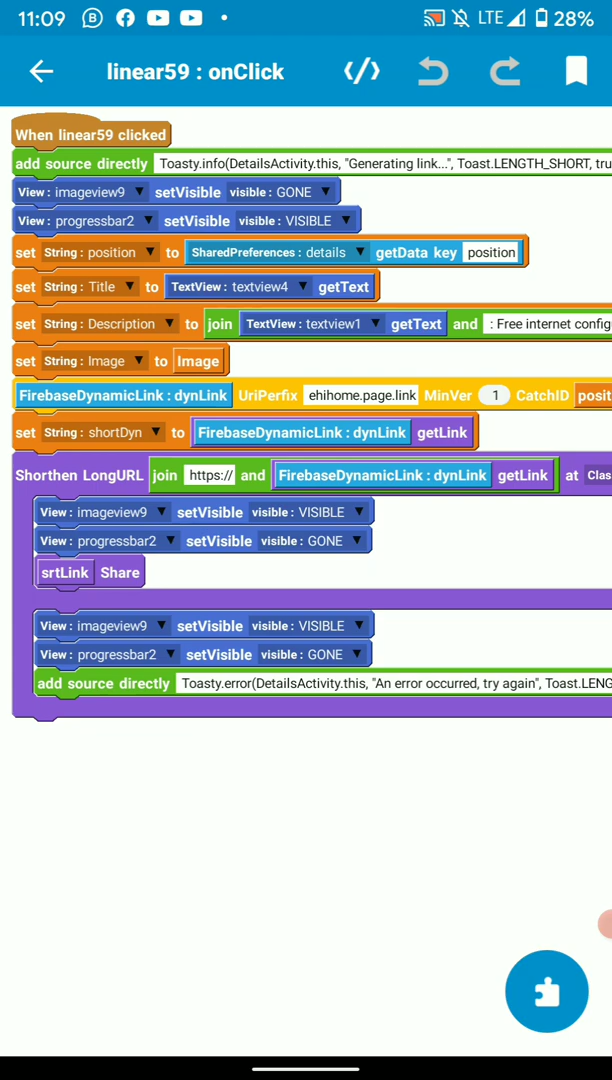 11:09 LTE 28%
linear59 : onClick
When linear59 clicked
add source directly Toasty.info(DetailsActivity.this, "Generating link...", Toast.LENGTH_SHORT, tru
View : imageview9 setVisible visible : GONE
View : progressbar2 setVisible visible : VISIBLE
set String : position to SharedPreferences : details getData key position
set String : Title to TextView : textview4 getText
set String : Description to join TextView : textview1 getText and : Free internet config
set String : Image to Image
FirebaseDynamicLink : dynLink UriPerfix ehihome.page.link MinVer 1 CatchID posit
set String : shortDyn to FirebaseDynamicLink : dynLink getLink
Shorthen LongURL join https:// and FirebaseDynamicLink : dynLink getLink at Clas
View : imageview9 setVisible visible : VISIBLE
View : progressbar2 setVisible visible : GONE
srtLink Share
View : imageview9 setVisible visible : VISIBLE
View : progressbar2 setVisible visible : GONE
add source directly Toasty.error(DetailsActivity.this, "An error occurred, try again", Toast.LENG